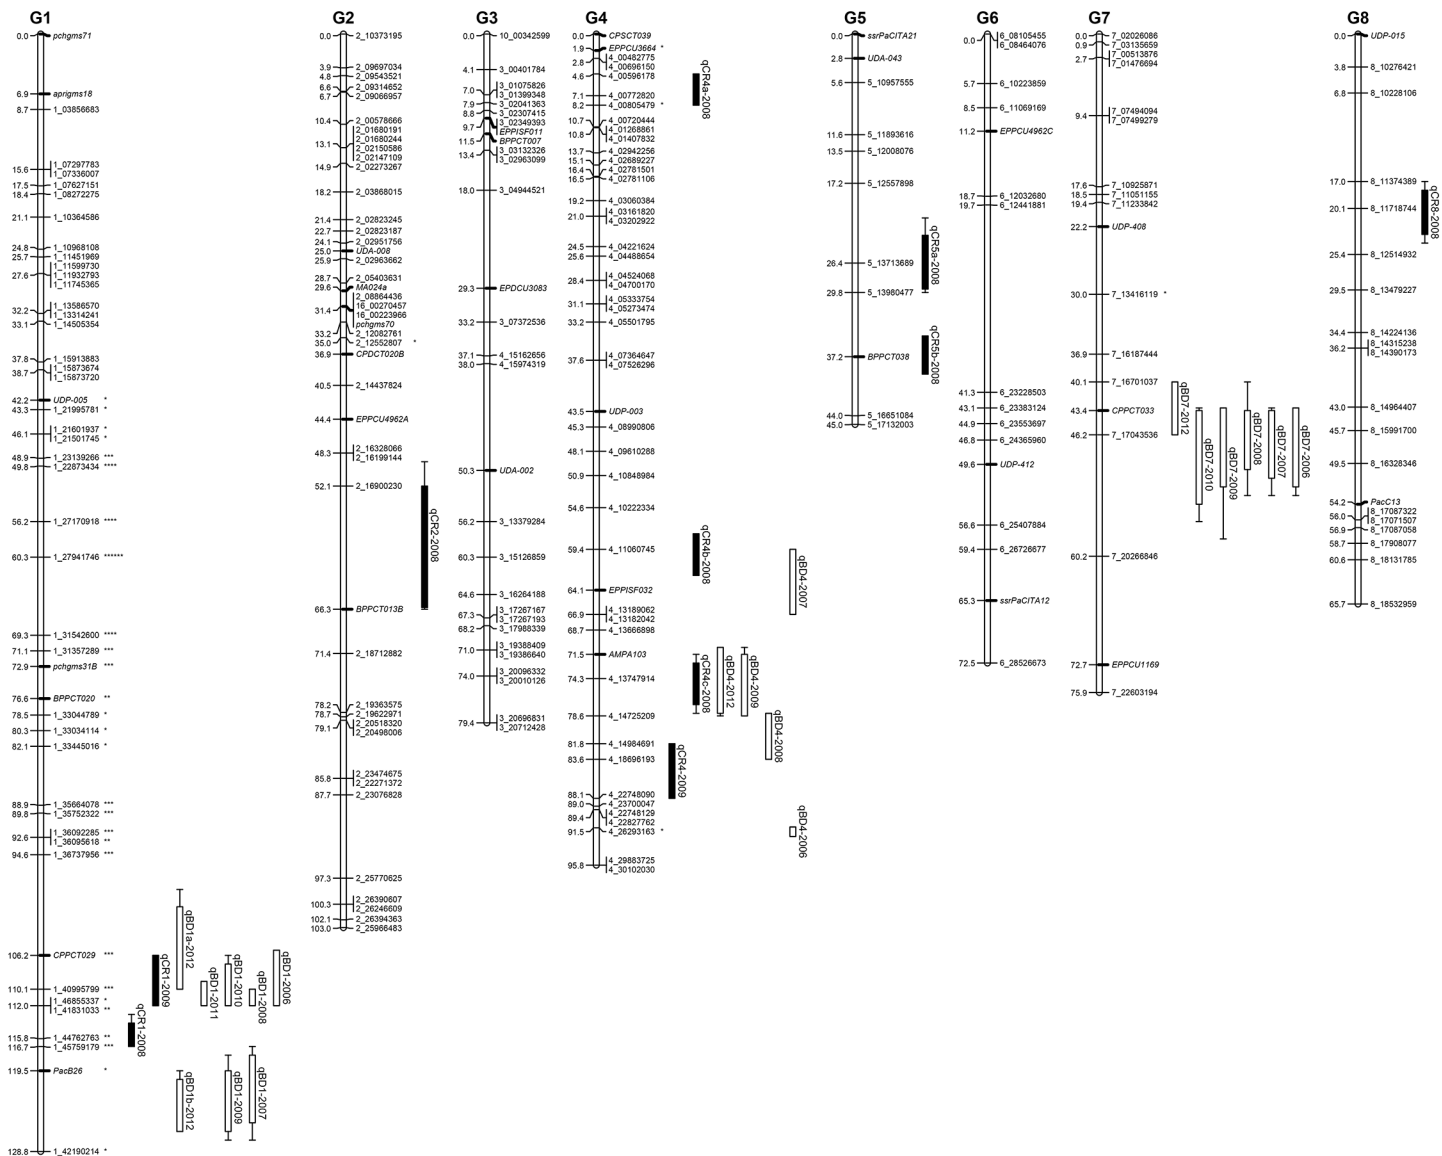 G1
0.0 pchgms71
6.9 aprigms18
8.7 1_03856683
1_07297783
15.6 1_07336007
17.5 1_07627151
18.4 1_08272275
21.1 1_10364586
24.8 1_10968108
25.7 1_11451969
1_11599730
27.6 1_11932793
1_11745365
1_13586570
32.2 1_13314241
33.1 1_14505354
37.8 1_15913883
38.7 1_15873674
1_15873720
42.2 UDP-005 *
43.3 1_21995781 *
1_21601937 *
46.1 1_21501745 *
48.9 1_23139266 ***
49.8 1_22873434 ****
56.2 1_27170918 ****
60.3 1_27941746 ******
69.3 1_31542600 ****
71.1 1_31357289 ***
72.9 pchgms31B ***
76.6 BPPCT020 **
78.5 1_33044789 *
80.3 1_33034114 *
82.1 1_33445016 *
88.9 1_35664078 ***
89.8 1_35752322 ***
1_36092285 ***
92.6 1_36095618 **
94.6 1_36737956 ***
106.2 CPPCT029 ***
110.1 1_40995799 ***
1_46855337 *
112.0 1_41831033 **
115.8 1_44762763 **
116.7 1_45759179 ***
119.5 PacB26 *
128.8 1_42190214 *
qCR1-2008
qCR1-2009
qBD1a-2012
qBD1b-2012
qBD1-2011
qBD1-2010
qBD1-2009
qBD1-2008
qBD1-2007
qBD1-2006
G2
0.0 2_10373195
3.9 2_09697034
4.8 2_09543521
6.6 2_09314652
6.7 2_09066957
10.4 2_00578666
2_01680191
13.1 2_01680244
2_02150586
2_02147109
14.9 2_02273267
18.2 2_03868015
21.4 2_02823245
22.7 2_02823187
24.1 2_02951756
25.0 UDA-008
25.9 2_02963662
28.7 2_05403631
29.6 MA024a
2_08864436
31.4 16_00270457
16_00223966
pchgms70
33.2 2_12082761
35.0 2_12552807 *
36.9 CPDCT020B
40.5 2_14437824
44.4 EPPCU4962A
48.3 2_16328066
2_16199144
52.1 2_16900230
66.3 BPPCT013B
71.4 2_18712882
78.2 2_19363575
78.7 2_19622971
79.1 2_20518320
2_20498006
85.8 2_23474675
2_22271372
87.7 2_23076828
97.3 2_25770625
100.3 2_26390607
2_26246609
102.1 2_26394363
103.0 2_25966483
qCR2-2008
G3
0.0 10_00342599
4.1 3_00401784
7.0 3_01075826
3_01399348
7.9 3_02041363
8.8 3_02307415
9.7 3_02349393
EPPISF011
11.5 BPPCT007
13.4 3_03132326
3_02963099
18.0 3_04944521
29.3 EPDCU3083
33.2 3_07372536
37.1 4_15162656
38.0 4_15974319
50.3 UDA-002
56.2 3_13379284
60.3 3_15126859
64.6 3_16264188
67.3 3_17267167
3_17267193
68.2 3_17988339
71.0 3_19388409
3_19386640
74.0 3_20096332
3_20010126
79.4 3_20696831
3_20712428
G4
0.0 CPSCT039
1.9 EPPCU3664 *
2.8 4_00482775
4_00696150
4.6 4_00596178
7.1 4_00772820
8.2 4_00805479 *
10.7 4_00720444
10.8 4_01268861
4_01407832
13.7 4_02942256
15.1 4_02689227
16.4 4_02781501
16.5 4_02781106
19.2 4_03060384
21.0 4_03161820
4_03202922
24.5 4_04221624
25.6 4_04488654
28.4 4_04524068
4_04700170
31.1 4_05333754
4_05273474
33.2 4_05501795
37.6 4_07364647
4_07526296
43.5 UDP-003
45.3 4_08990806
48.1 4_09610288
50.9 4_10848984
54.6 4_10222334
59.4 4_11060745
64.1 EPPISF032
66.9 4_13189062
4_13182042
68.7 4_13666898
71.5 AMPA103
74.3 4_13747914
78.6 4_14725209
81.8 4_14984691
83.6 4_18696193
88.1 4_22748090
89.0 4_23700047
89.4 4_22748129
4_22827762
91.5 4_26293163 *
95.8 4_29883725
4_30102030
qCR4a-2008
qCR4b-2008
qCR4c-2008
qCR4-2009
qBD4-2012
qBD4-2009
qBD4-2008
qBD4-2007
qBD4-2006
G5
0.0 ssrPaCITA21
2.8 UDA-043
5.6 5_10957555
11.6 5_11893616
13.5 5_12008076
17.2 5_12557898
26.4 5_13713689
29.8 5_13980477
37.2 BPPCT038
44.0 5_16651084
45.0 5_17132003
qCR5a-2008
qCR5b-2008
G6
0.0 6_08105455
6_08464076
5.7 6_10223859
8.5 6_11069169
11.2 EPPCU4962C
18.7 6_12032680
19.7 6_12441881
41.3 6_23228503
43.1 6_23383124
44.9 6_23553697
46.8 6_24365960
49.6 UDP-412
56.6 6_25407884
59.4 6_26726677
65.3 ssrPaCITA12
72.5 6_28526673
G7
0.0 7_02026086
0.9 7_03135659
2.7 7_00513876
7_01476694
9.4 7_07494094
7_07499279
17.6 7_10925871
18.5 7_11051155
19.4 7_11233842
22.2 UDP-408
30.0 7_13416119 *
36.9 7_16187444
40.1 7_16701037
43.4 CPPCT033
46.2 7_17043536
60.2 7_20266846
72.7 EPPCU1169
75.9 7_22603194
qBD7-2012
qBD7-2010
qBD7-2009
qBD7-2008
qBD7-2007
qBD7-2006
G8
0.0 UDP-015
3.8 8_10276421
6.8 8_10228106
17.0 8_11374389
20.1 8_11718744
25.4 8_12514932
29.5 8_13479227
34.4 8_14224136
36.2 8_14315238
8_14390173
43.0 8_14964407
45.7 8_15991700
49.5 8_16328346
54.2 PacC13
56.0 8_17087322
8_17071507
56.9 8_17087058
58.7 8_17908077
60.6 8_18131785
65.7 8_18532959
qCR8-2008